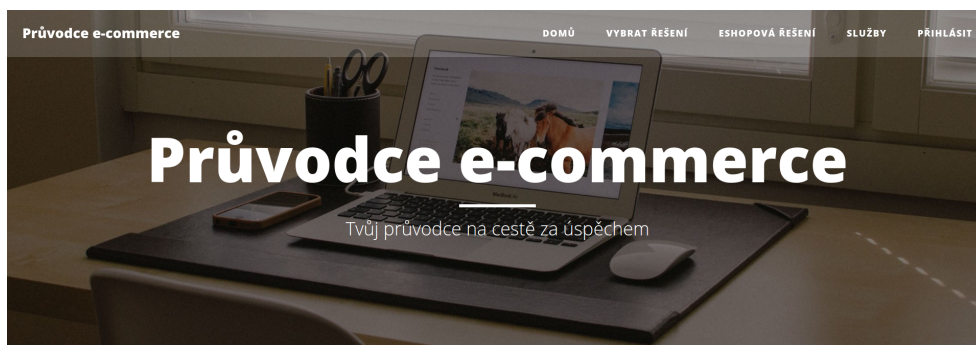 Průvodce e-commerce
DOMŮ VYBRAT ŘEŠENÍ ESHOPOVÁ ŘEŠENÍ SLUŽBY PŘIHLÁSIT
Průvodce e-commerce
Tvůj průvodce na cestě za úspěchem